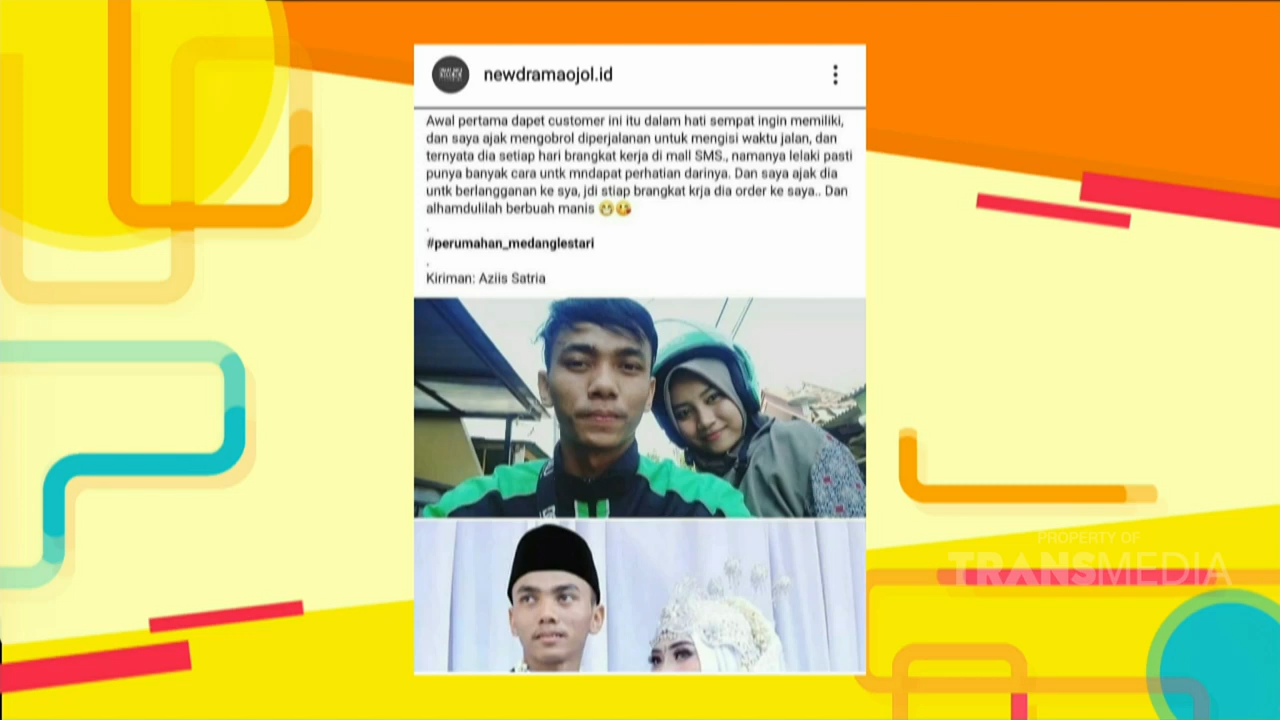 newdramaojol.id
Awal pertama dapet customer ini itu dalam hati sempat ingin memiliki,
dan saya ajak mengobrol diperjalanan untuk mengisi waktu jalan, dan
ternyata dia setiap hari brangkat kerja di mall SMS., namanya lelaki pasti
punya banyak cara untk mndapat perhatian darinya. Dan saya ajak dia
untk berlangganan ke sya, jdi stiap brangkat krja dia order ke saya.. Dan
alhamdulilah berbuah manis 😁😘
.
#perumahan_medanglestari
.
Kiriman: Aziis Satria
PROPERTY OF
TRANSMEDIA